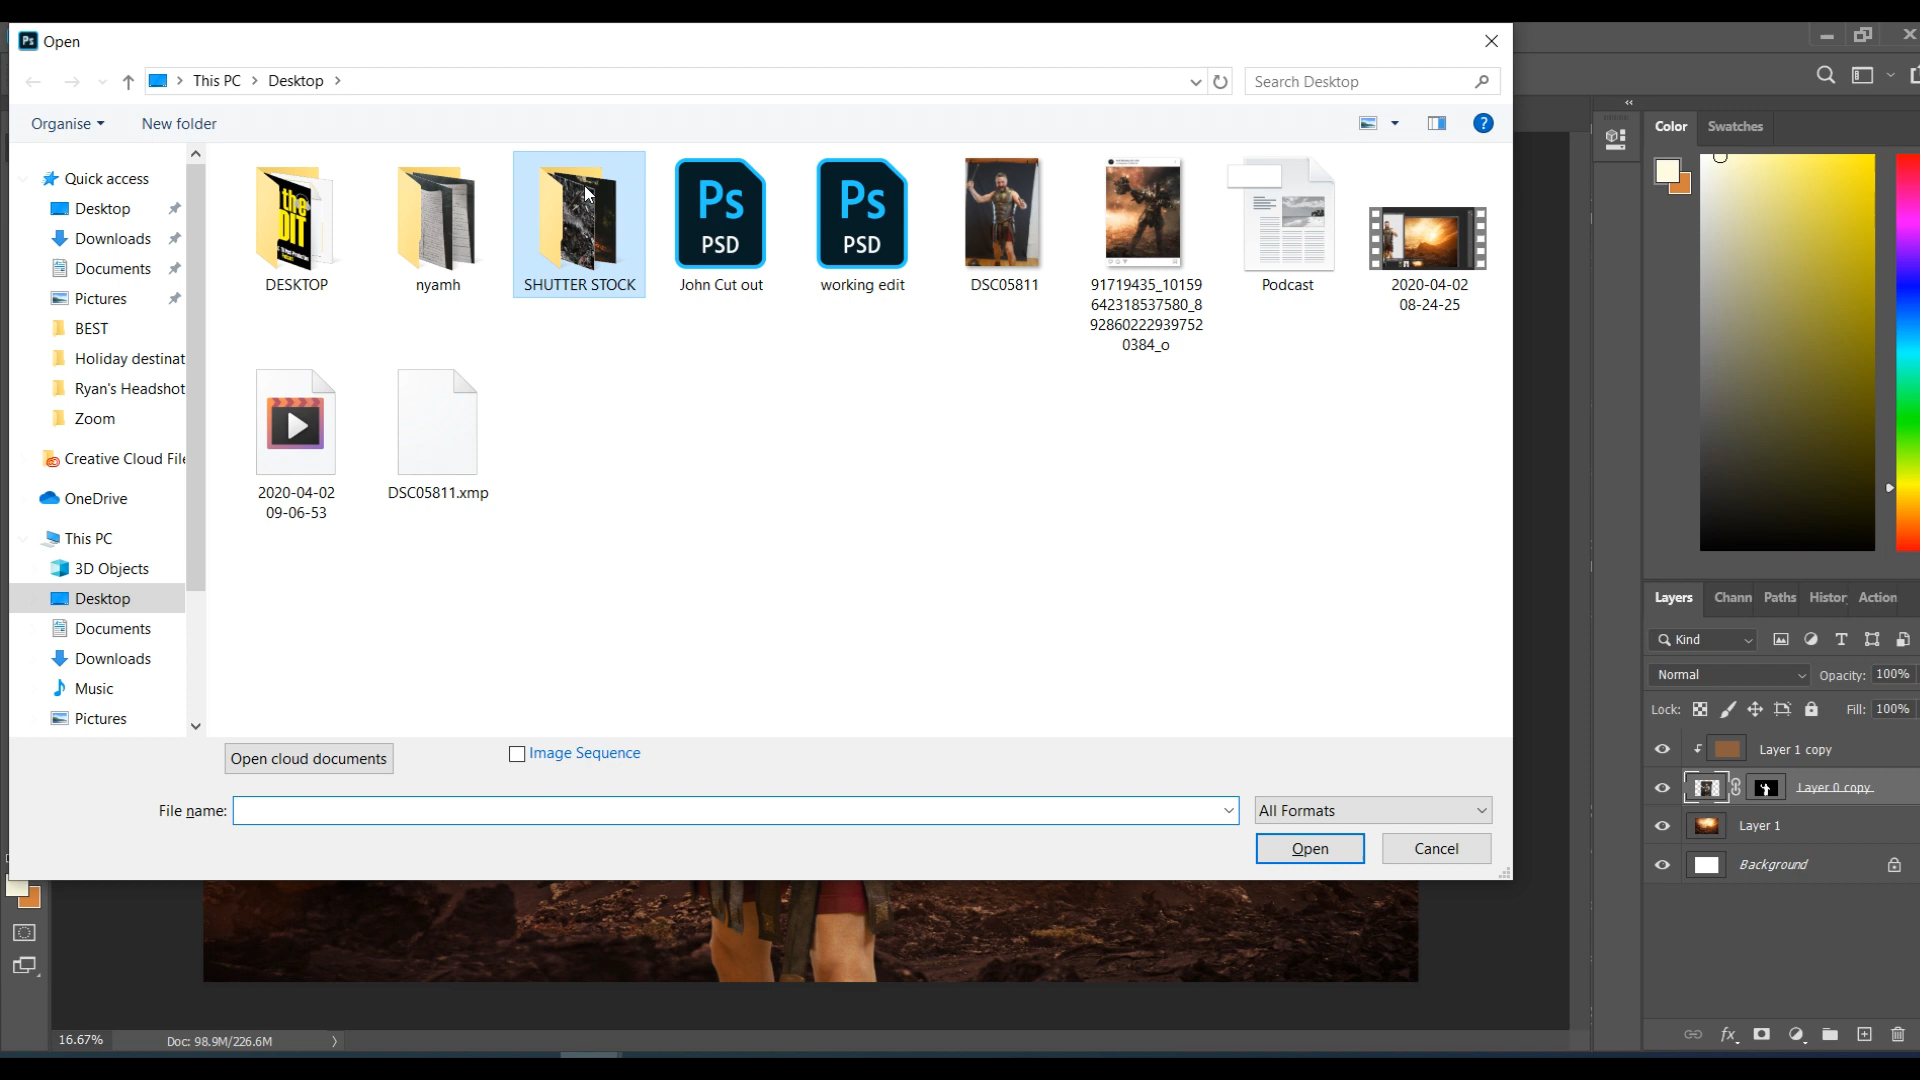 Ps Open
This PC > Desktop >
Search Desktop
Organise
New folder
Color
Swatches
Quick access
Desktop
Downloads
Documents
Pictures
BEST
Holiday destinat
Ryan's Headshot
Zoom
Creative Cloud File
OneDrive
This PC
3D Objects
Desktop
Documents
Downloads
Music
Pictures
the
DESKTOP
nyamh
SHUTTER STOCK
Ps
PSD
John Cut out
Ps
PSD
working edit
DSC05811
91719435_10159
642318537580_8
92860222939752
0384_o
Podcast
2020-04-02
08-24-25
2020-04-02
09-06-53
DSC05811.xmp
Open cloud documents
Image Sequence
File name:
All Formats
Open
Cancel
Layers
Chann
Paths
Histor
Action
Kind
Normal
Opacity: 100%
Lock:
Fill: 100%
Layer 1 copy
Layer 0 copy
Layer 1
Background
fx
16.67%
Doc: 98.9M/226.6M